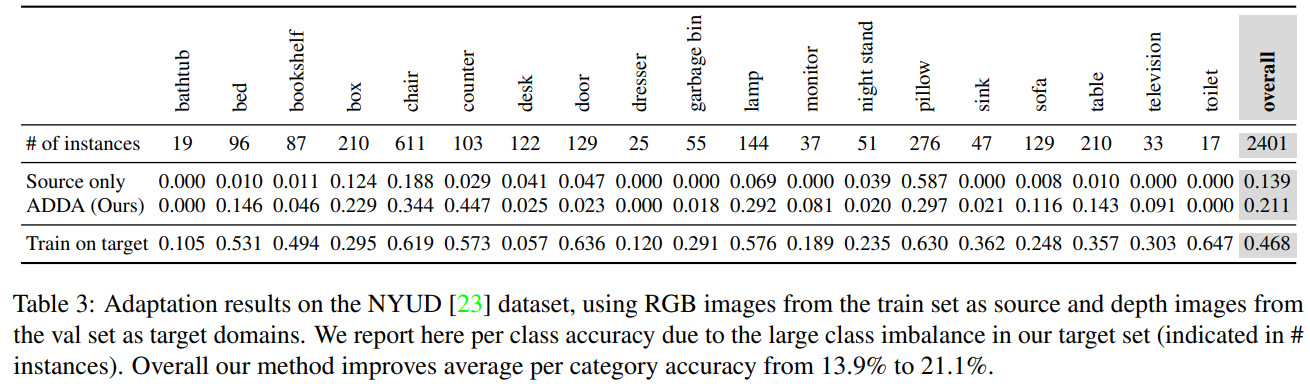 bathtub bed bookshelf box chair counter desk door dresser garbage bin lamp monitor night stand pillow sink sofa table television toilet overall
# of instances 19 96 87 210 611 103 122 129 25 55 144 37 51 276 47 129 210 33 17 2401
Source only 0.000 0.010 0.011 0.124 0.188 0.029 0.041 0.047 0.000 0.000 0.069 0.000 0.039 0.587 0.000 0.008 0.010 0.000 0.000 0.139
ADDA (Ours) 0.000 0.146 0.046 0.229 0.344 0.447 0.025 0.023 0.000 0.018 0.292 0.081 0.020 0.297 0.021 0.116 0.143 0.091 0.000 0.211
Train on target 0.105 0.531 0.494 0.295 0.619 0.573 0.057 0.636 0.120 0.291 0.576 0.189 0.235 0.630 0.362 0.248 0.357 0.303 0.647 0.468
Table 3: Adaptation results on the NYUD [23] dataset, using RGB images from the train set as source and depth images from
the val set as target domains. We report here per class accuracy due to the large class imbalance in our target set (indicated in #
instances). Overall our method improves average per category accuracy from 13.9% to 21.1%.